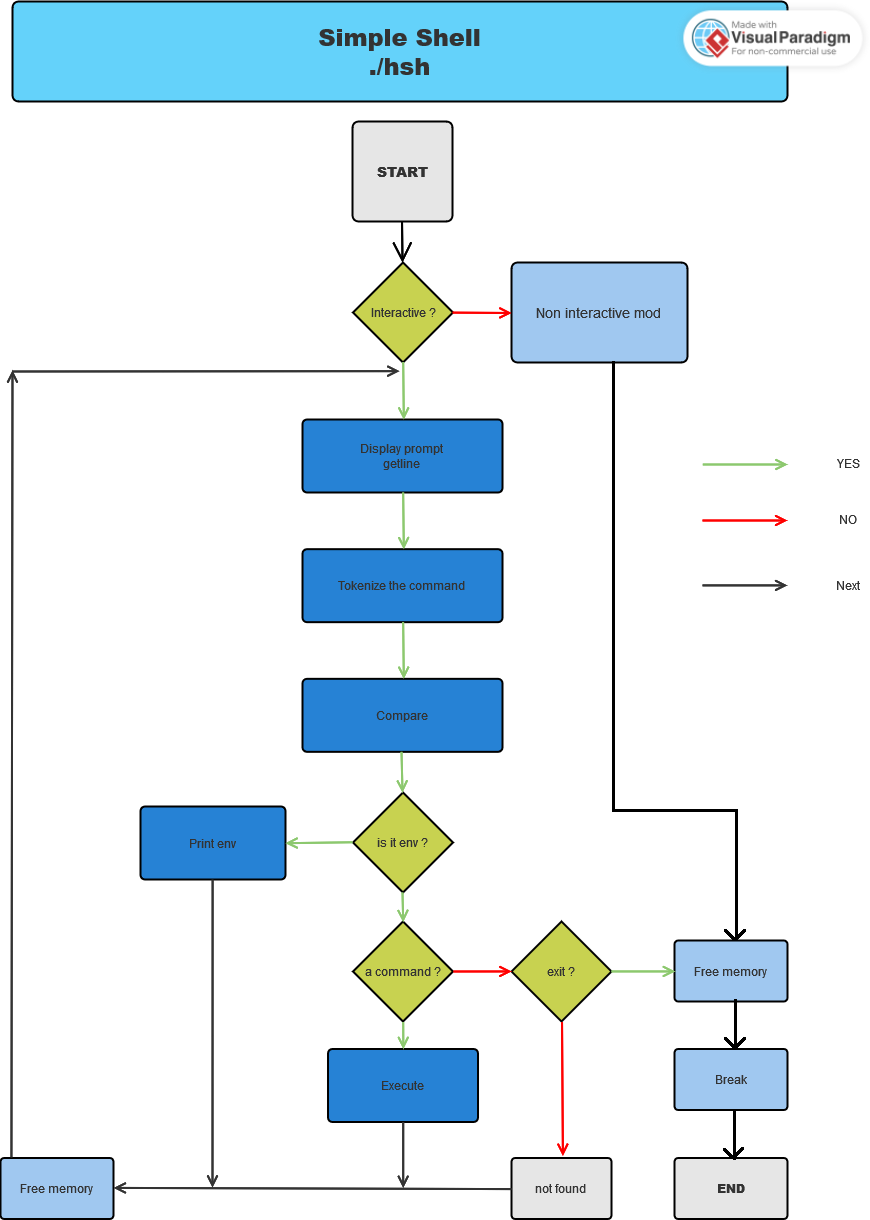 Simple Shell
./hsh
Made with
VisualParadigm
For non-commercial use
START
Interactive ?
Non interactive mod
Display prompt
getline
YES
NO
Tokenize the command
Next
Compare
Print env
is it env ?
a command ?
exit ?
Free memory
Execute
Break
Free memory
not found
END